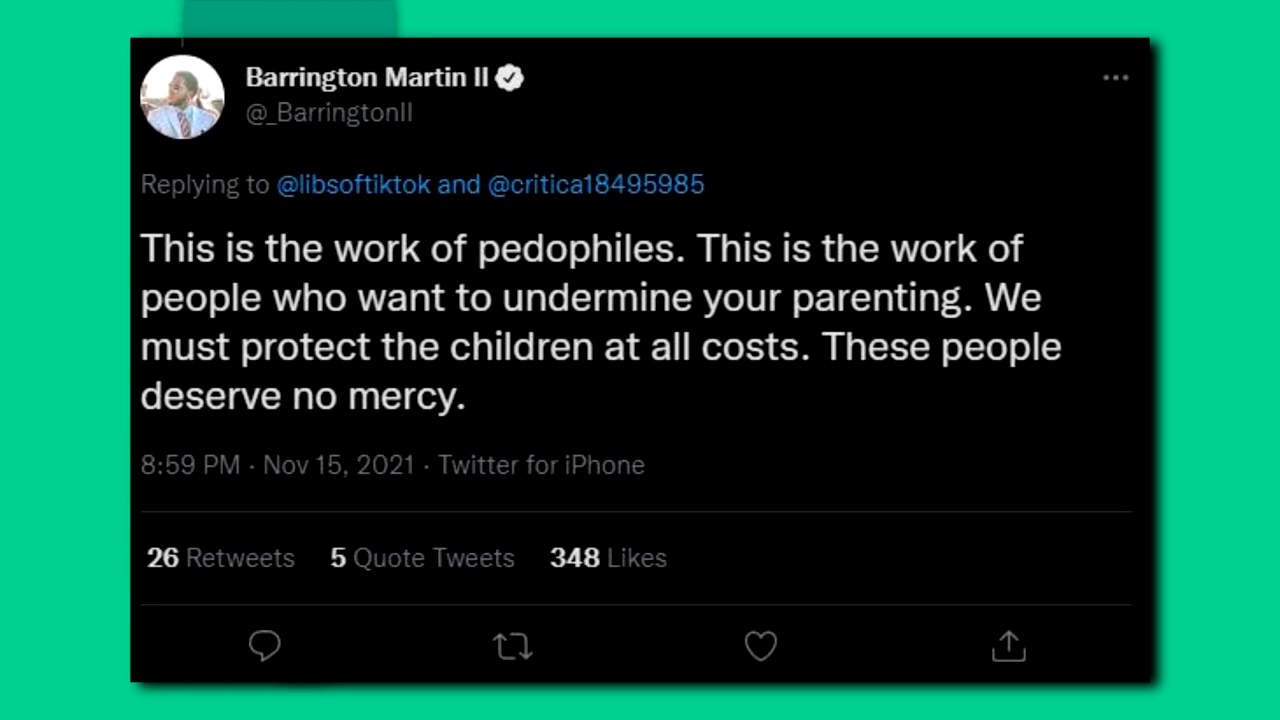 Barrington Martin II
@_BarringtonII
Replying to @libsoftiktok and @critica18495985
This is the work of pedophiles. This is the work of
people who want to undermine your parenting. We
must protect the children at all costs. These people
deserve no mercy.
8:59 PM · Nov 15, 2021 · Twitter for iPhone
26 Retweets 5 Quote Tweets 348 Likes